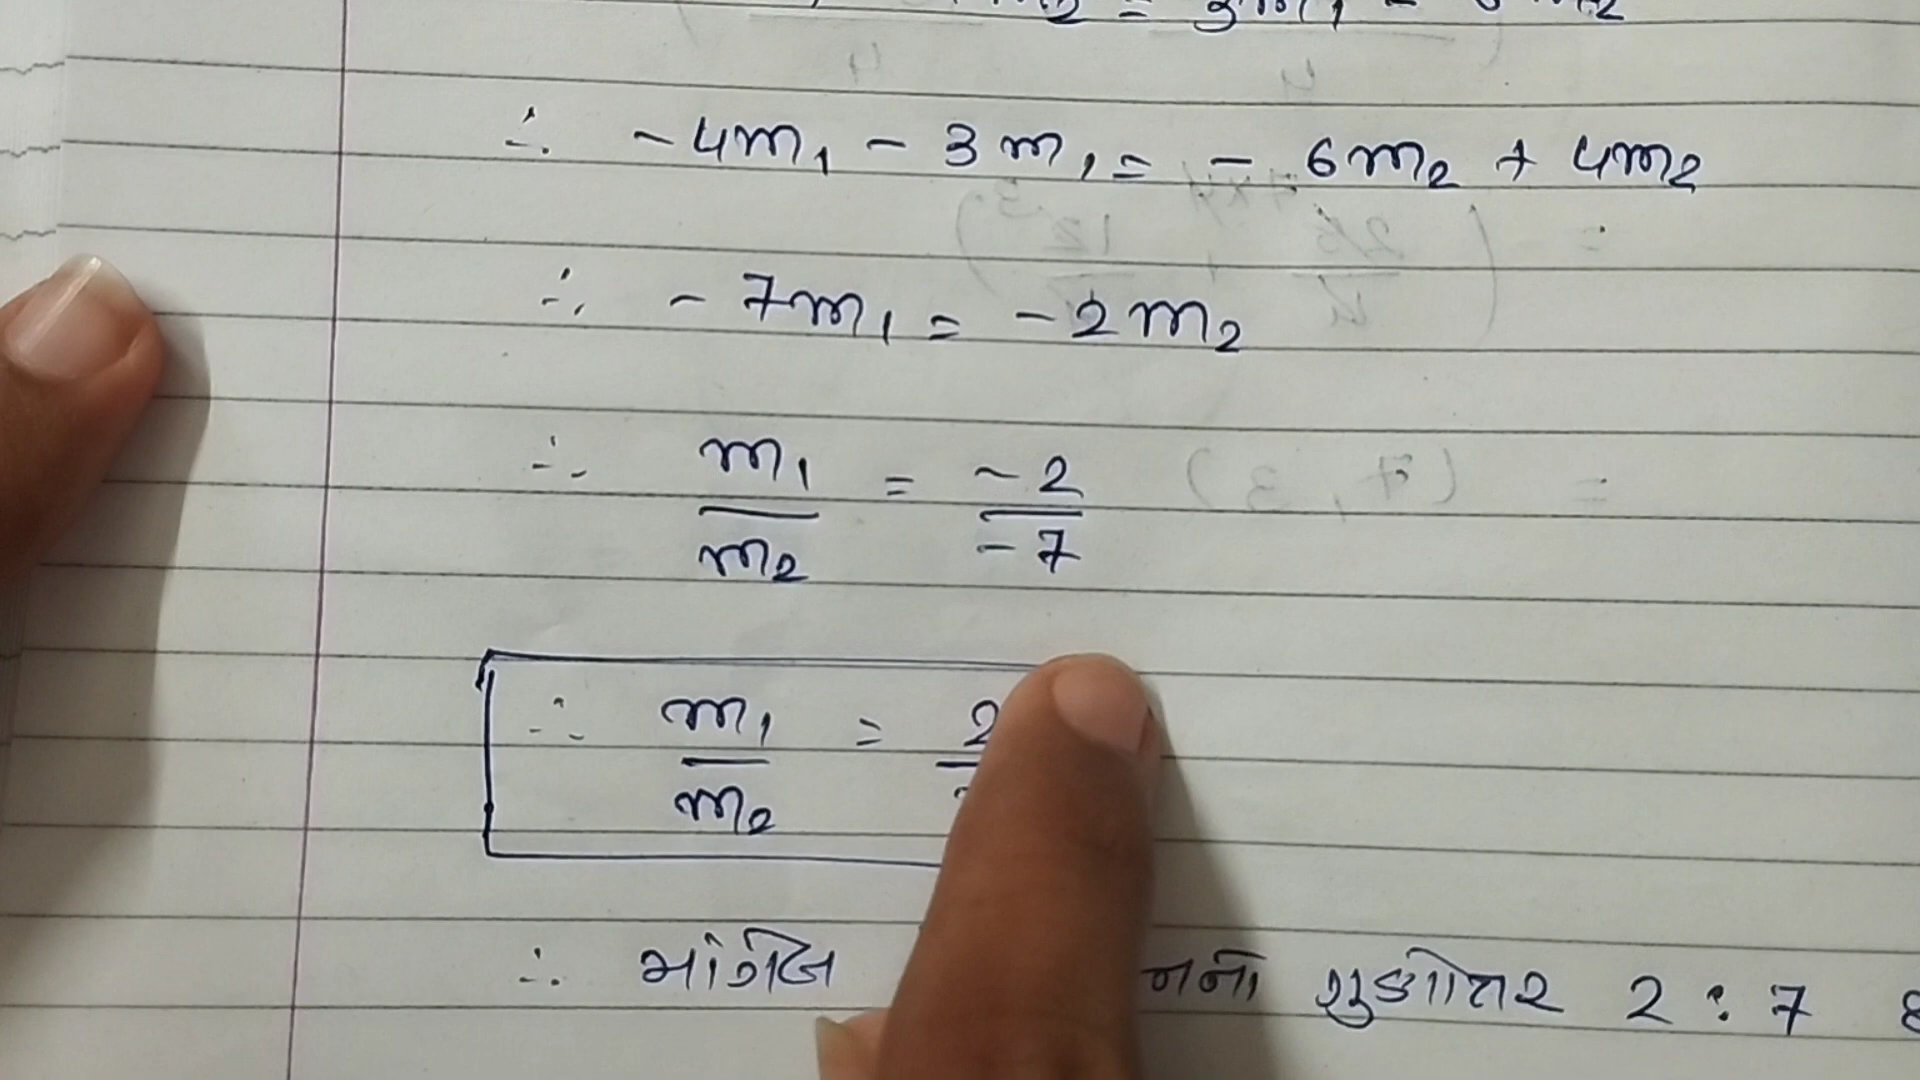 ∴ - 4m₁ - 3m₁ = - 6m₂ + 4m₂
∴ - 7m₁ = - 2m₂
∴ m₁/m₂ = -2/-7
∴ m₁/m₂ = 2
∴ માંગેલ ગુણોત્તર 2 : 7